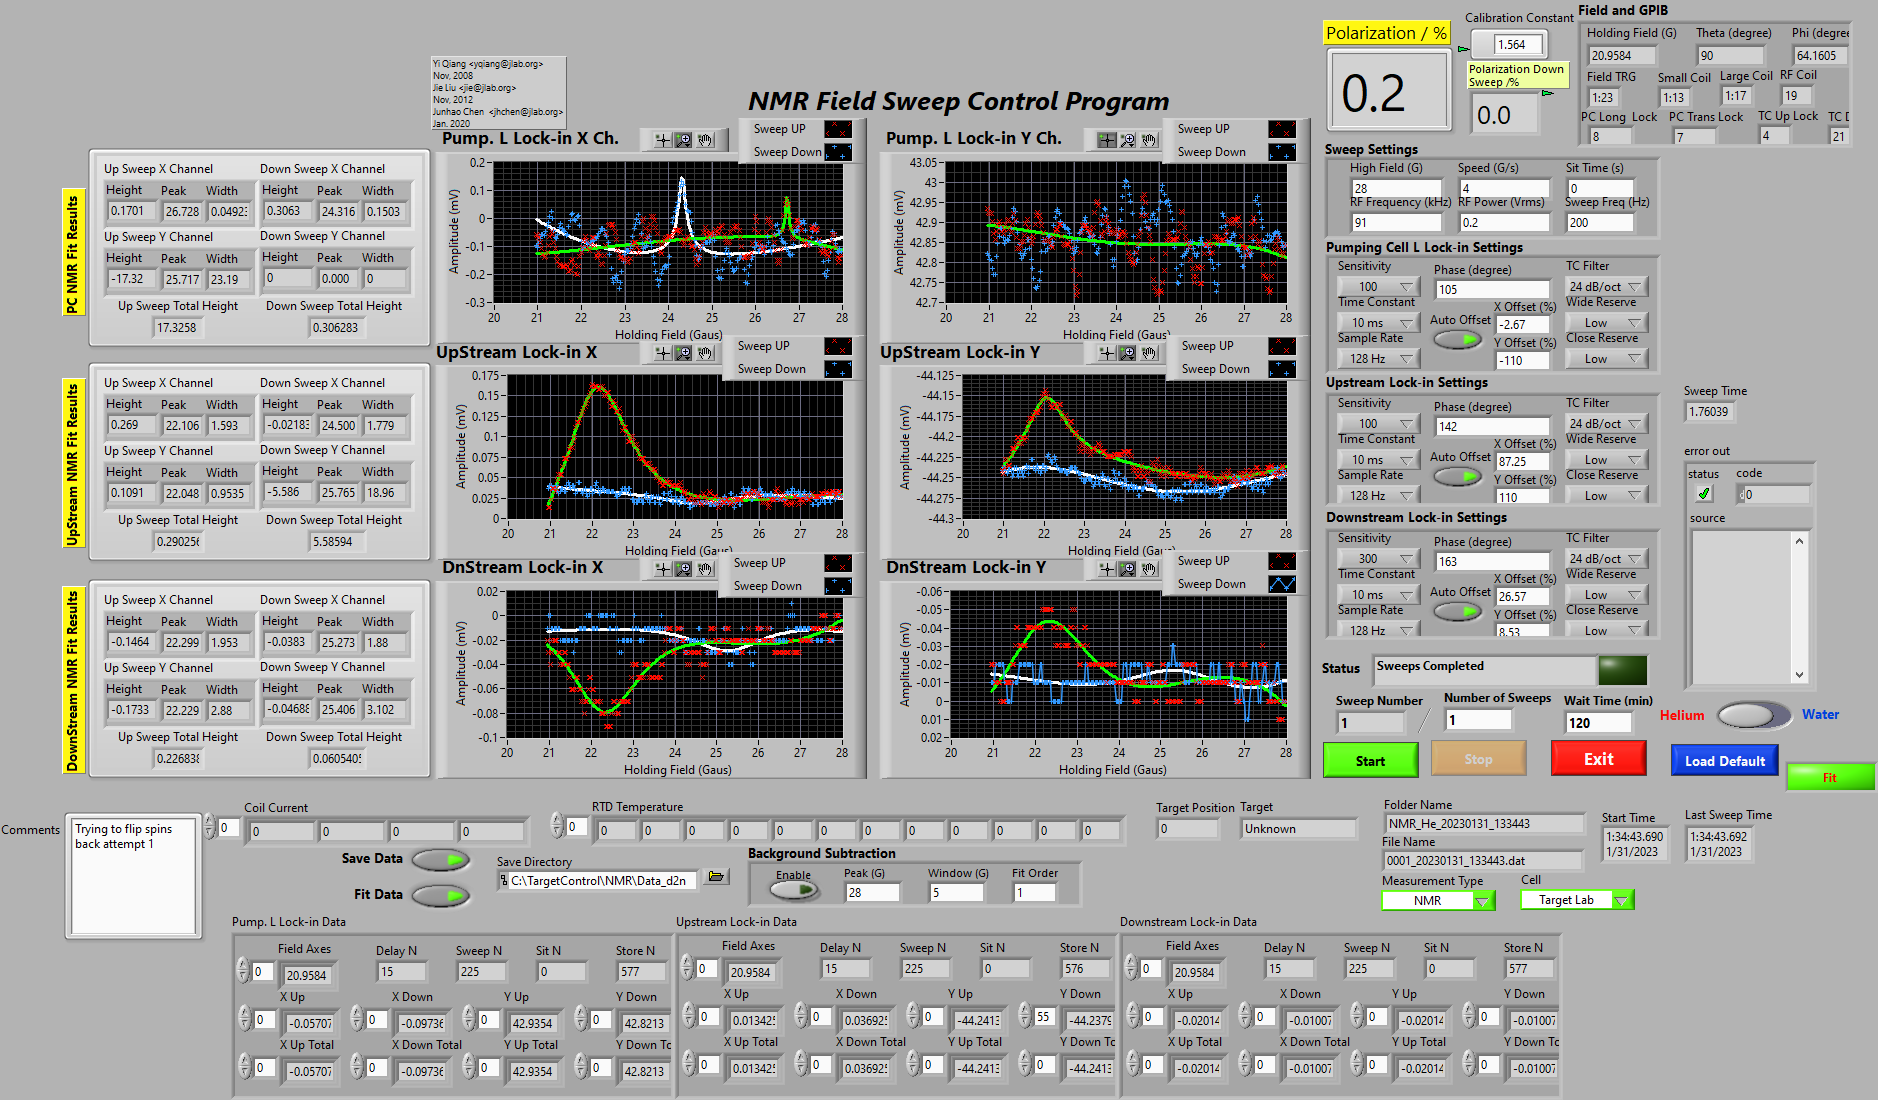 Yi Qiang <yqiang@jlab.org>
Nov, 2008
Jie Liu <jie@jlab.org>
Nov, 2012
Junhao Chen <jhchen@jlab.org>
Jan. 2020
NMR Field Sweep Control Program
Polarization / %
0.2
Calibration Constant
1.564
Polarization Down
Sweep /%
0.0
Field and GPIB
Holding Field (G) Theta (degree) Phi (degree
20.9584 90 64.1605
Field TRG Small Coil Large Coil RF Coil
1:23 1:13 1:17 19
PC Long Lock PC Trans Lock TC Up Lock TC D
8 7 4 21
PC NMR Fit Results
Up Sweep X Channel Down Sweep X Channel
Height Peak Width Height Peak Width
0.1701 26.728 0.0492 0.3063 24.316 0.1503
Up Sweep Y Channel Down Sweep Y Channel
Height Peak Width Height Peak Width
-17.32 25.717 23.19 0 0.000 0
Up Sweep Total Height Down Sweep Total Height
17.3258 0.306283
Pump. L Lock-in X Ch.
Sweep UP
Sweep Down
0.2
0.1
0
-0.1
-0.2
-0.3
Amplitude (mV)
20 21 22 23 24 25 26 27 28
Holding Field (Gaus)
Pump. L Lock-in Y Ch.
Sweep UP
Sweep Down
43.05
43
42.95
42.9
42.85
42.8
42.75
42.7
Amplitude (mV)
20 21 22 23 24 25 26 27 28
Holding Field (Gaus)
UpStream NMR Fit Results
Up Sweep X Channel Down Sweep X Channel
Height Peak Width Height Peak Width
0.269 22.106 1.593 -0.0218 24.500 1.779
Up Sweep Y Channel Down Sweep Y Channel
Height Peak Width Height Peak Width
0.1091 22.048 0.9535 -5.586 25.765 18.96
Up Sweep Total Height Down Sweep Total Height
0.290256 5.58594
UpStream Lock-in X
Sweep UP
Sweep Down
0.175
0.15
0.125
0.1
0.075
0.05
0.025
0
Amplitude (mV)
20 21 22 23 24 25 26 27 28
Holding Field (Gaus)
UpStream Lock-in Y
Sweep UP
Sweep Down
-44.125
-44.15
-44.175
-44.2
-44.225
-44.25
-44.275
-44.3
Amplitude (mV)
20 21 22 23 24 25 26 27 28
Holding Field (Gaus)
DownStream NMR Fit Results
Up Sweep X Channel Down Sweep X Channel
Height Peak Width Height Peak Width
-0.1464 22.299 1.953 -0.0383 25.273 1.88
Up Sweep Y Channel Down Sweep Y Channel
Height Peak Width Height Peak Width
-0.1733 22.229 2.88 -0.0468 25.406 3.102
Up Sweep Total Height Down Sweep Total Height
0.22683 0.060540
DnStream Lock-in X
Sweep UP
Sweep Down
0.02
0
-0.02
-0.04
-0.06
-0.08
-0.1
Amplitude (mV)
20 21 22 23 24 25 26 27 28
Holding Field (Gaus)
DnStream Lock-in Y
Sweep UP
Sweep Down
-0.06
-0.05
-0.04
-0.03
-0.02
-0.01
0
0.01
0.02
Amplitude (mV)
20 21 22 23 24 25 26 27 28
Holding Field (Gaus)
Sweep Settings
High Field (G) Speed (G/s) Sit Time (s)
28 4 0
RF Frequency (kHz) RF Power (Vrms) Sweep Freq (Hz)
91 0.2 200
Pumping Cell L Lock-in Settings
Sensitivity Phase (degree) TC Filter
100 105 24 dB/oct
Time Constant X Offset (%) Wide Reserve
10 ms Auto Offset -2.67 Low
Sample Rate Y Offset (%) Close Reserve
128 Hz -110 Low
Upstream Lock-in Settings
Sensitivity Phase (degree) TC Filter
100 142 24 dB/oct
Time Constant X Offset (%) Wide Reserve
10 ms Auto Offset 87.25 Low
Sample Rate Y Offset (%) Close Reserve
128 Hz 110 Low
Downstream Lock-in Settings
Sensitivity Phase (degree) TC Filter
300 163 24 dB/oct
Time Constant X Offset (%) Wide Reserve
10 ms Auto Offset 26.57 Low
Sample Rate Y Offset (%) Close Reserve
128 Hz 8.53 Low
Sweep Time
1.76039
error out
status code
0
source
Status Sweeps Completed
Sweep Number Number of Sweeps Wait Time (min)
1 / 1 120
Helium Water
Start Stop Exit Load Default Fit
Comments
Trying to flip spins
back attempt 1
Coil Current
0 0 0 0 0
RTD Temperature
0 0 0 0 0 0 0 0 0 0 0 0 0
Target Position Target
0 Unknown
Folder Name
NMR_He_20230131_133443
File Name
0001_20230131_133443.dat
Start Time Last Sweep Time
1:34:43.690 1:34:43.692
1/31/2023 1/31/2023
Measurement Type Cell
NMR Target Lab
Save Data
Fit Data
Save Directory
C:\TargetControl\NMR\Data_d2n
Background Subtraction
Enable Peak (G) Window (G) Fit Order
28 5 1
Pump. L Lock-in Data
Field Axes Delay N Sweep N Sit N Store N
0 20.9584 15 225 0 577
X Up X Down Y Up Y Down
0 -0.05707 0 -0.09736 0 42.9354 0 42.8213
X Up Total X Down Total Y Up Total Y Down To
0 -0.05707 0 -0.09736 0 42.9354 0 42.8213
Upstream Lock-in Data
Field Axes Delay N Sweep N Sit N Store N
0 20.9584 15 225 0 576
X Up X Down Y Up Y Down
0 0.01342 0 0.03692 0 -44.2413 55 -44.2379
X Up Total X Down Total Y Up Total Y Down To
0 0.01342 0 0.03692 0 -44.2413 0 -44.2413
Downstream Lock-in Data
Field Axes Delay N Sweep N Sit N Store N
0 20.9584 15 225 0 577
X Up X Down Y Up Y Down
0 -0.02014 0 -0.01007 0 -0.02014 0 -0.01007
X Up Total X Down Total Y Up Total Y Down To
0 -0.02014 0 -0.01007 0 -0.02014 0 -0.01007